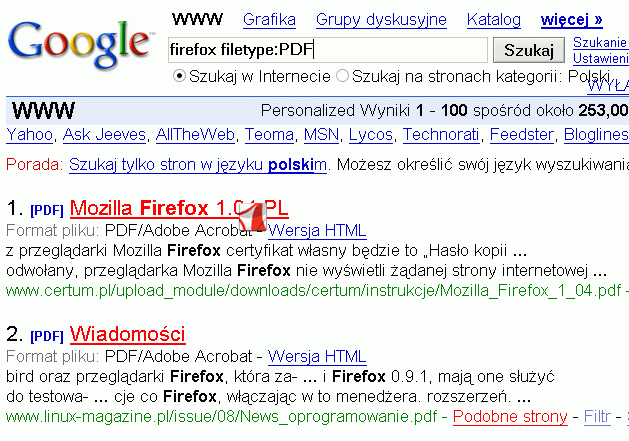 WWW Grafika Grupy dyskusyjne Katalog więcej »
Google™
firefox filetype:PDF Szukaj Szukanie
Ustawieni
Szukaj w Internecie Szukaj na stronach kategorii: Polski
WYŁA
WWW Personalized Wyniki 1 - 100 spośród około 253,00
Yahoo, Ask Jeeves, AllTheWeb, Teoma, MSN, Lycos, Technorati, Feedster, Bloglines
Porada: Szukaj tylko stron w języku polskim. Możesz określić swój język wyszukiwania
1. [PDF] Mozilla Firefox 1.04 PL
Format pliku: PDF/Adobe Acrobat - Wersja HTML
z przeglądarki Mozilla Firefox certyfikat własny będzie to „Hasło kopii ...
odwołany, przeglądarka Mozilla Firefox nie wyświetli żądanej strony internetowej ...
www.certum.pl/upload_module/downloads/certum/instrukcje/Mozilla_Firefox_1_04.pdf -
2. [PDF] Wiadomości
Format pliku: PDF/Adobe Acrobat - Wersja HTML
bird oraz przeglądarki Firefox, która za- ... i Firefox 0.9.1, mają one służyć
do testowa- ... cje co Firefox, włączając w to menedżera. rozszerzeń. ...
www.linux-magazine.pl/issue/08/News_oprogramowanie.pdf - Podobne strony - Filtr -